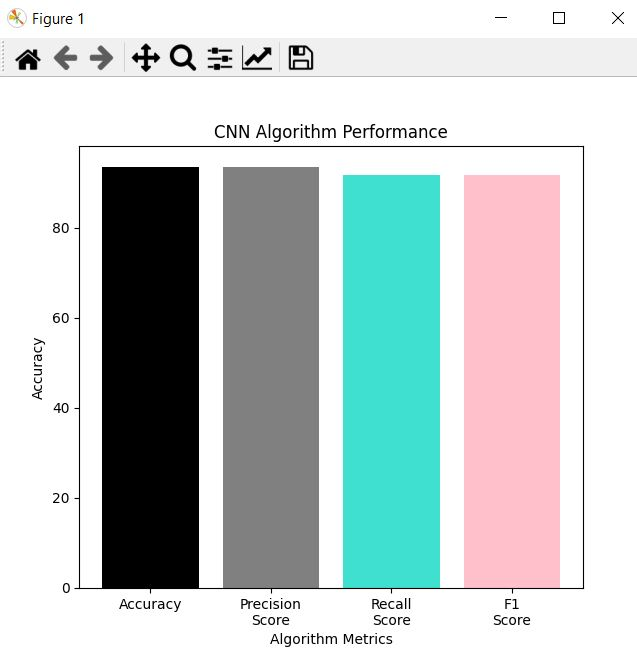 Figure 1
CNN Algorithm Performance
Accuracy
80
60
40
20
0
Accuracy
Precision
Score
Recall
Score
F1
Score
Algorithm Metrics